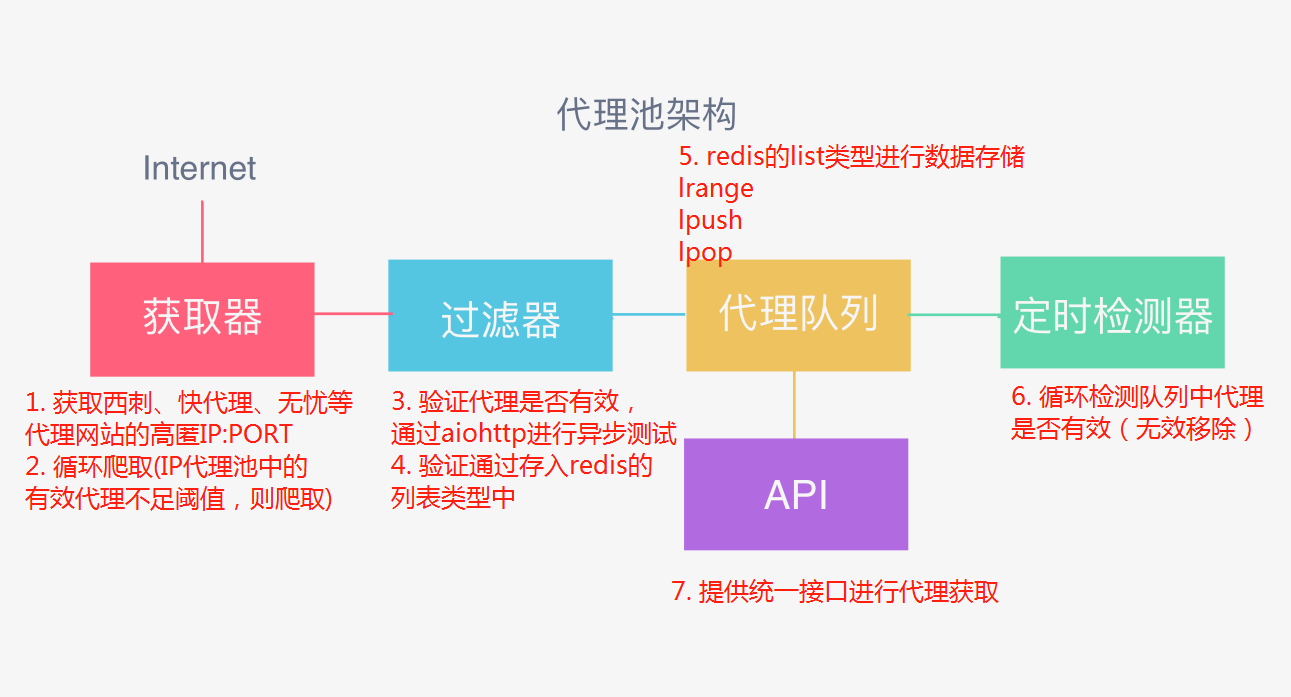 代理池架构
Internet
5. redis的list类型进行数据存储
lrange
lpush
lpop
获取器
过滤器
代理队列
定时检测器
1. 获取西刺、快代理、无忧等
代理网站的高匿IP:PORT
2. 循环爬取(IP代理池中的
有效代理不足阈值，则爬取)
3. 验证代理是否有效，
通过aiohttp进行异步测试
4. 验证通过存入redis的
列表类型中
6. 循环检测队列中代理
是否有效（无效移除）
API
7. 提供统一接口进行代理获取